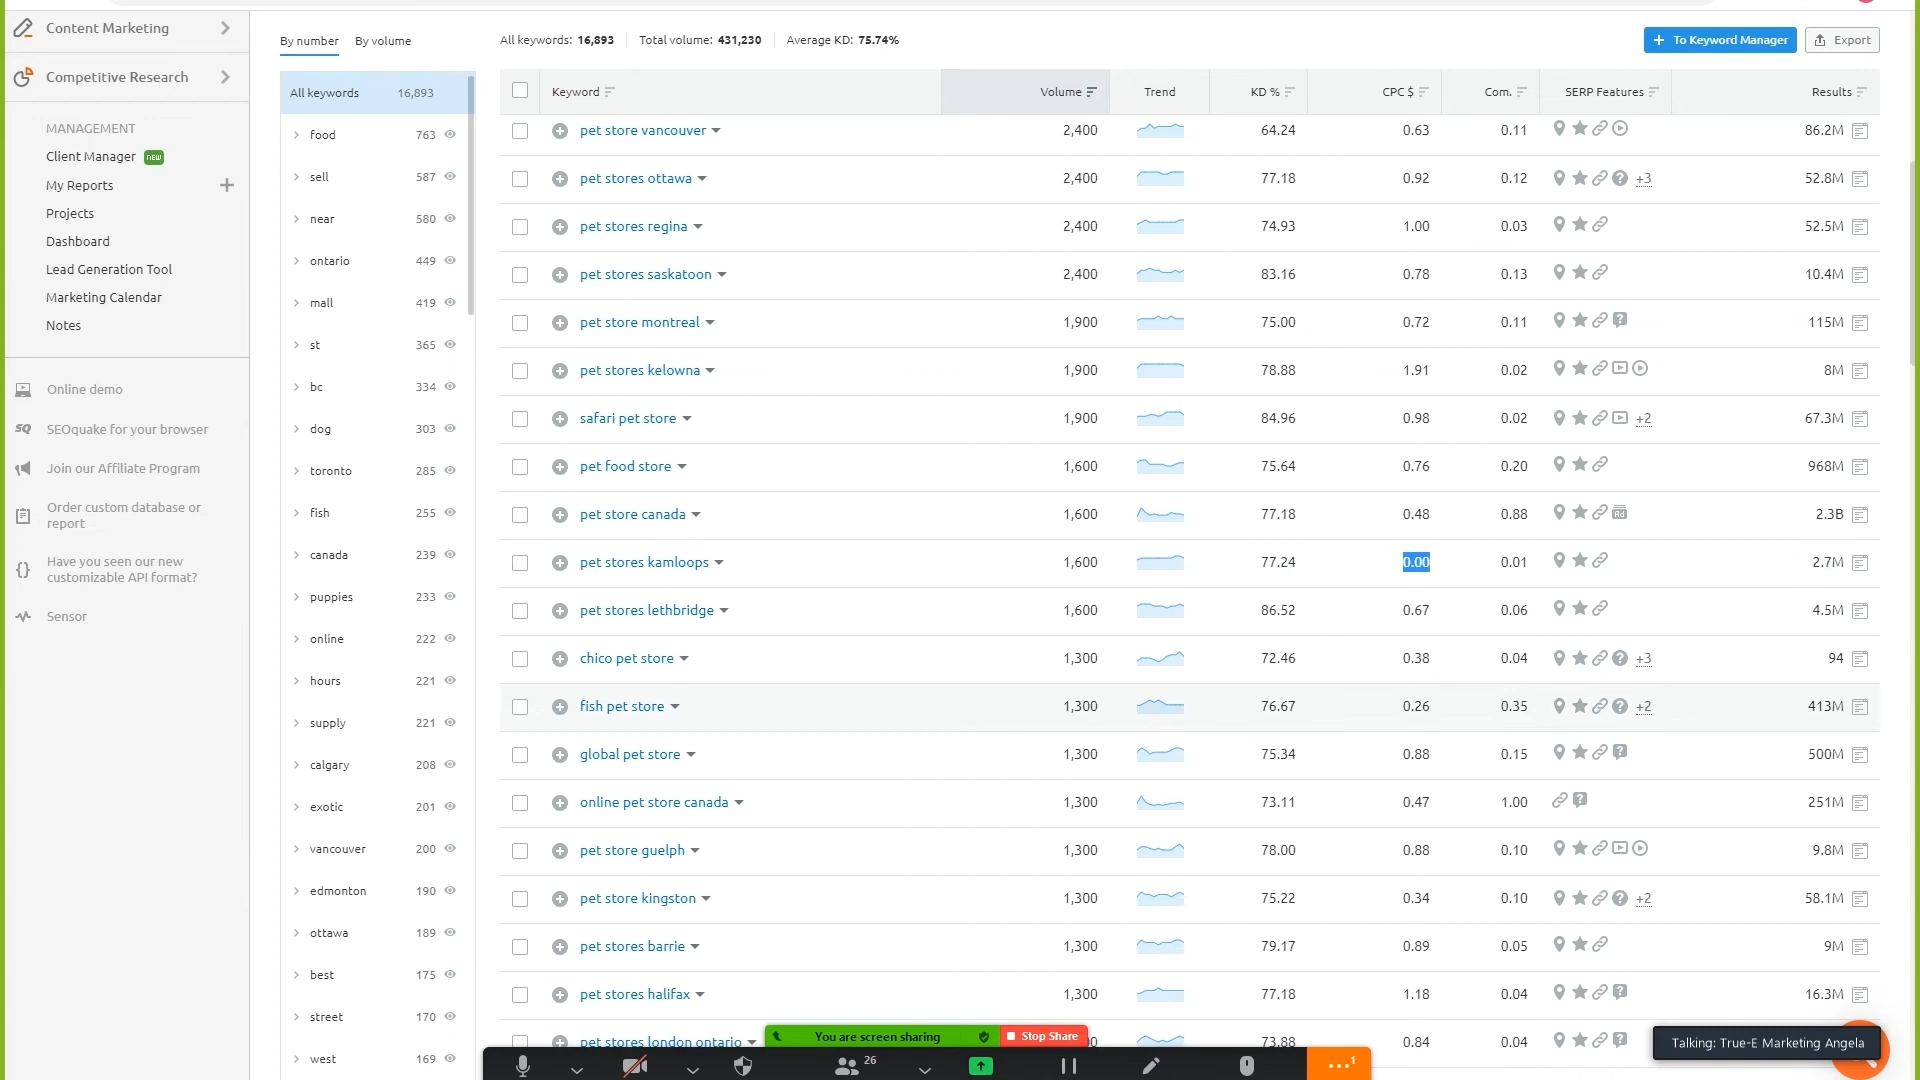 Content Marketing
Competitive Research
MANAGEMENT
Client Manager NEW
My Reports
Projects
Dashboard
Lead Generation Tool
Marketing Calendar
Notes
Online demo
SEOquake for your browser
Join our Affiliate Program
Order custom database or
report
Have you seen our new
customizable API format?
Sensor
By number By volume
All keywords 16,893
food 763
sell 587
near 580
ontario 449
mall 419
st 365
bc 334
dog 303
toronto 285
fish 255
canada 239
puppies 233
online 222
hours 221
supply 221
calgary 208
exotic 201
vancouver 200
edmonton 190
ottawa 189
best 175
street 170
west 169
All keywords: 16,893 Total volume: 431,230 Average KD: 75.74%
+ To Keyword Manager Export
Keyword Volume Trend KD % CPC $ Com. SERP Features Results
pet store vancouver 2,400 64.24 0.63 0.11 86.2M
pet stores ottawa 2,400 77.18 0.92 0.12 +3 52.8M
pet stores regina 2,400 74.93 1.00 0.03 52.5M
pet stores saskatoon 2,400 83.16 0.78 0.13 10.4M
pet store montreal 1,900 75.00 0.72 0.11 115M
pet stores kelowna 1,900 78.88 1.91 0.02 8M
safari pet store 1,900 84.96 0.98 0.02 +2 67.3M
pet food store 1,600 75.64 0.76 0.20 968M
pet store canada 1,600 77.18 0.48 0.88 Ad 2.3B
pet stores kamloops 1,600 77.24 0.00 0.01 2.7M
pet stores lethbridge 1,600 86.52 0.67 0.06 4.5M
chico pet store 1,300 72.46 0.38 0.04 +3 94
fish pet store 1,300 76.67 0.26 0.35 +2 413M
global pet store 1,300 75.34 0.88 0.15 500M
online pet store canada 1,300 73.11 0.47 1.00 251M
pet store guelph 1,300 78.00 0.88 0.10 9.8M
pet store kingston 1,300 75.22 0.34 0.10 +2 58.1M
pet stores barrie 1,300 79.17 0.89 0.05 9M
pet stores halifax 1,300 77.18 1.18 0.04 16.3M
pet stores london ontario 73.88 0.84 0.04
You are screen sharing Stop Share
Talking: True-E Marketing Angela
26
1